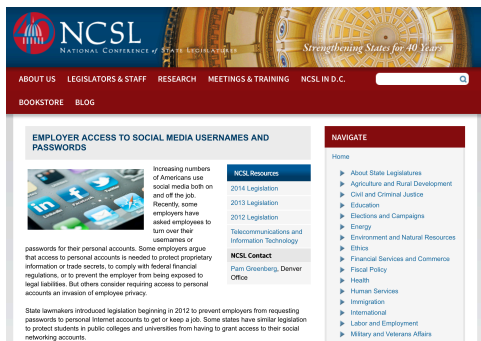 NCSL
NATIONAL CONFERENCE of STATE LEGISLATURES
Strengthening States for 40 Years
ABOUT US LEGISLATORS & STAFF RESEARCH MEETINGS & TRAINING NCSL IN D.C.
BOOKSTORE BLOG
EMPLOYER ACCESS TO SOCIAL MEDIA USERNAMES AND
PASSWORDS
Increasing numbers
of Americans use
social media both on
and off the job.
Recently, some
employers have
asked employees to
turn over their
usernames or
passwords for their personal accounts. Some employers argue
that access to personal accounts is needed to protect proprietary
information or trade secrets, to comply with federal financial
regulations, or to prevent the employer from being exposed to
legal liabilities. But others consider requiring access to personal
accounts an invasion of employee privacy.
State lawmakers introduced legislation beginning in 2012 to prevent employers from requesting
passwords to personal Internet accounts to get or keep a job. Some states have similar legislation
to protect students in public colleges and universities from having to grant access to their social
networking accounts.
LinkedIn
Twitter
NCSL Resources
2014 Legislation
2013 Legislation
2012 Legislation
Telecommunications and
Information Technology
NCSL Contact
Pam Greenberg, Denver
Office
NAVIGATE
Home
About State Legislatures
Agriculture and Rural Development
Civil and Criminal Justice
Education
Elections and Campaigns
Energy
Environment and Natural Resources
Ethics
Financial Services and Commerce
Fiscal Policy
Health
Human Services
Immigration
International
Labor and Employment
Military and Veterans Affairs